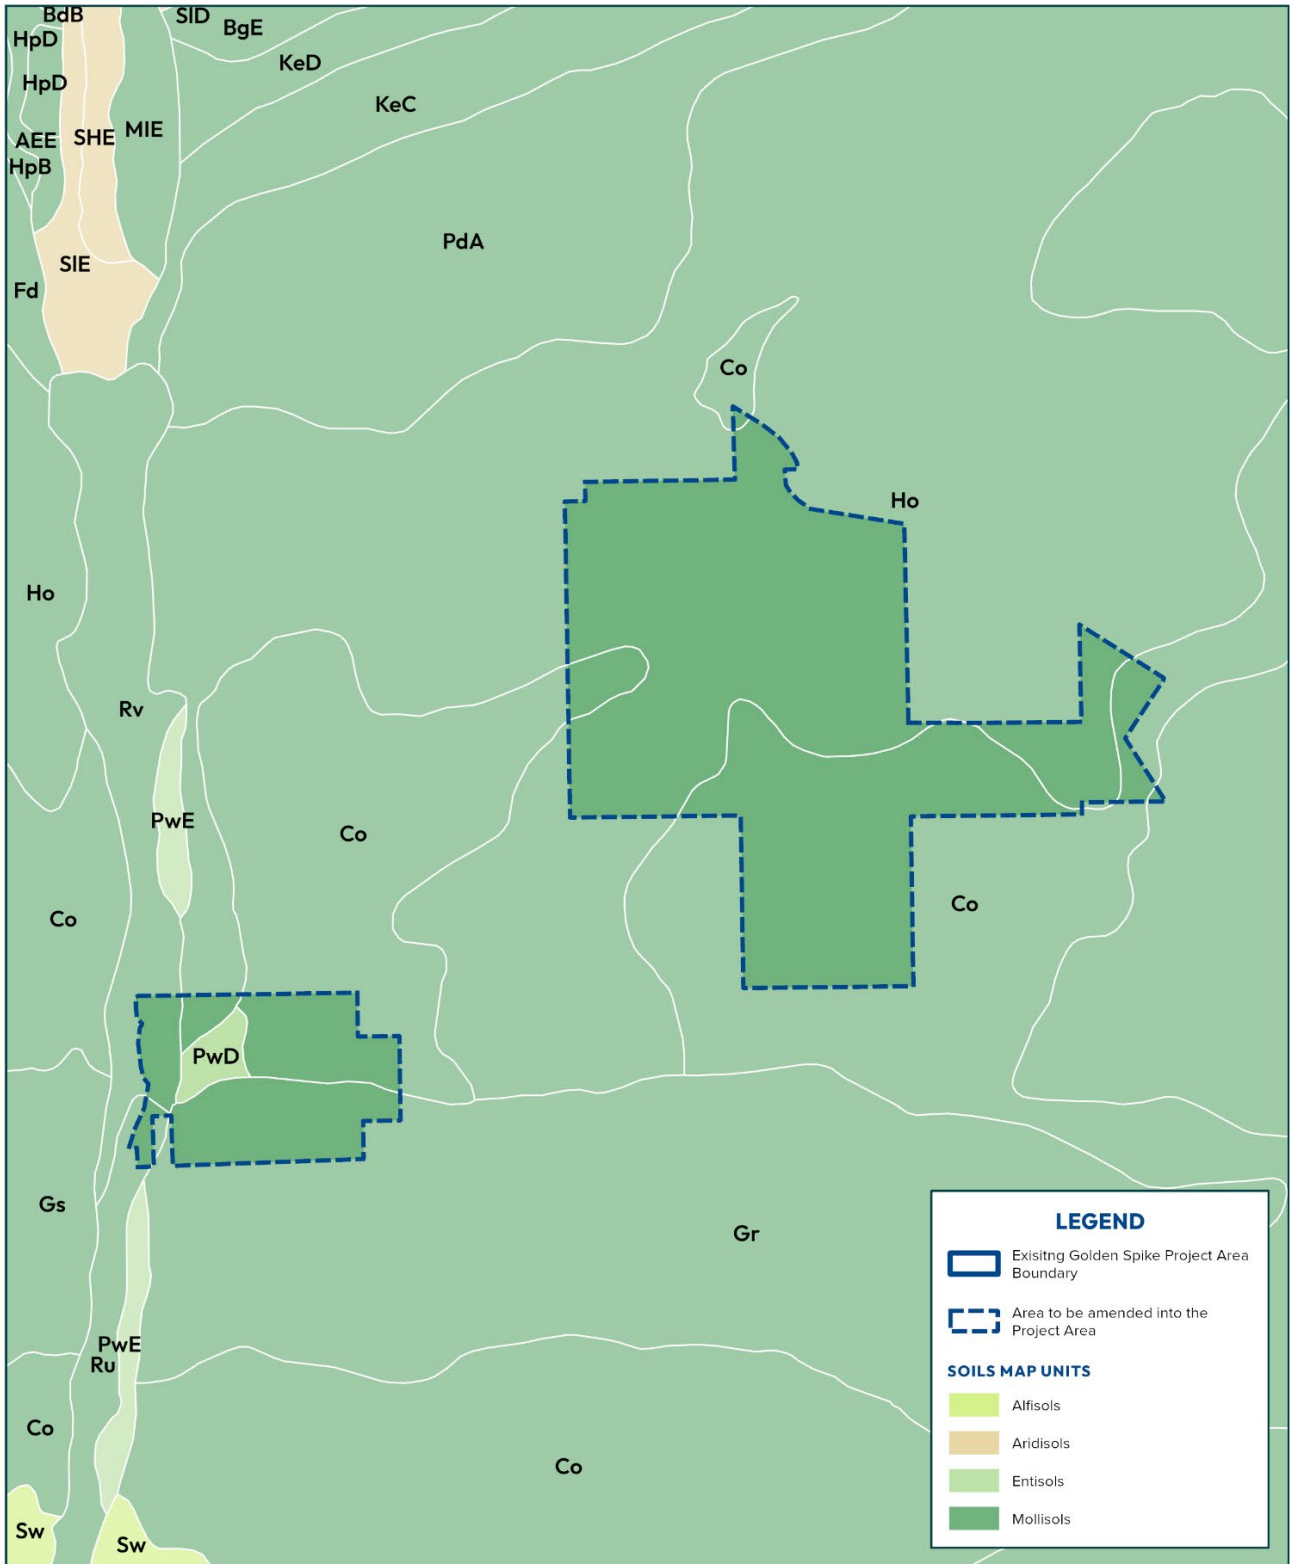 BdB
SID
BgE
HpD
KeD
HpD
KeC
MIE
SHE
AEE
HpB
PdA
SIE
Fd
Co
Ho
Ho
Rv
PwE
Co
Co
Co
PwD
Gs
Gr
PwE
Ru
Co
Co
Sw
Sw
LEGEND
Exisitng Golden Spike Project Area
Boundary
Area to be amended into the
Project Area
SOILS MAP UNITS
Alfisols
Aridisols
Entisols
Mollisols